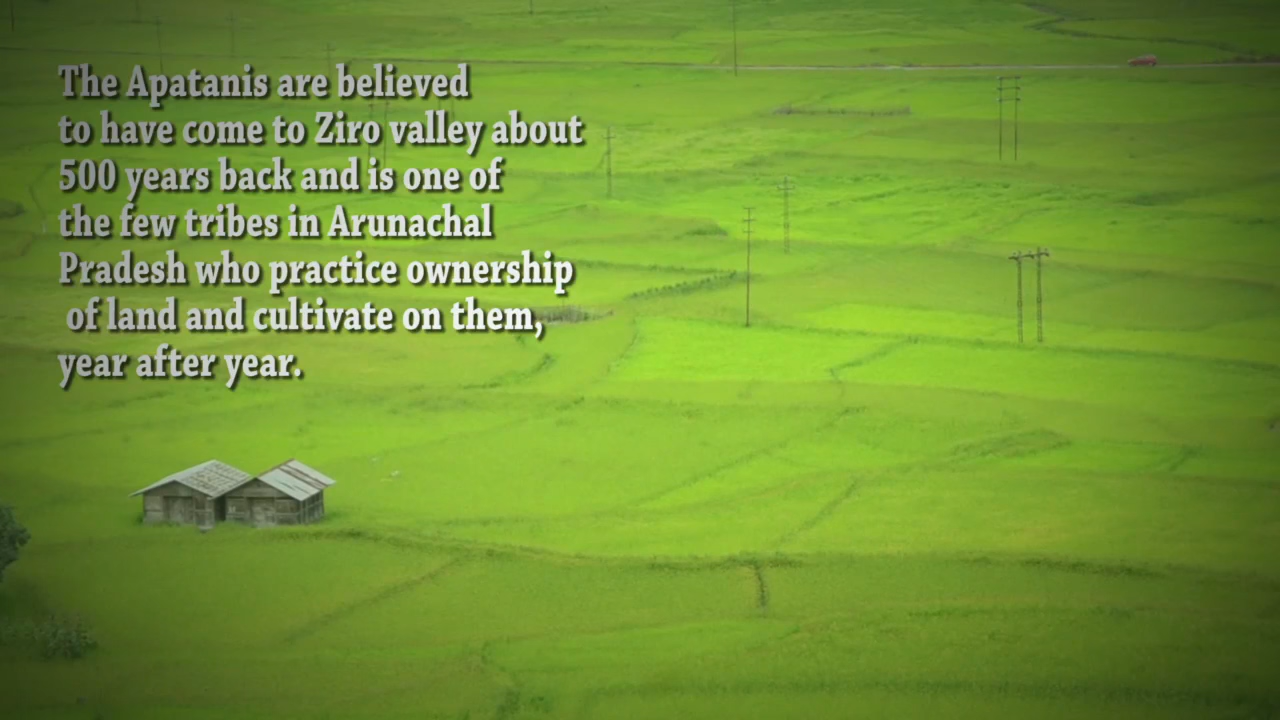 The Apatanis are believed
to have come to Ziro valley about
500 years back and is one of
the few tribes in Arunachal
Pradesh who practice ownership
of land and cultivate on them,
year after year.